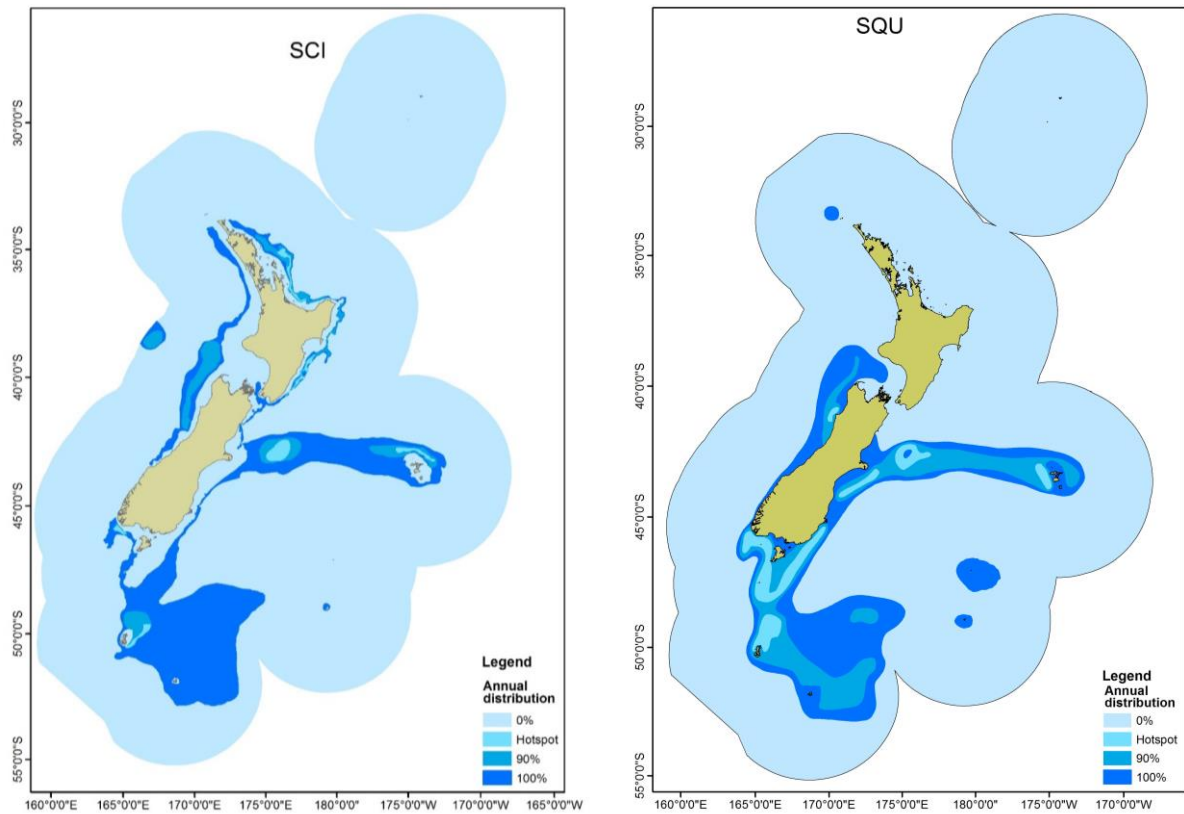 SCI
30°0'0"S
35°0'0"S
40°0'0"S
45°0'0"S
50°0'0"S
55°0'0"S
Legend
Annual
distribution
0%
Hotspot
90%
100%
160°0'0"E
165°0'0"E
170°0'0"E
175°0'0"E
180°0'0"
175°0'0"W
170°0'0"W
165°0'0"W
SQU
30°0'0"S
35°0'0"S
40°0'0"S
45°0'0"S
50°0'0"S
55°0'0"S
Legend
Annual
distribution
0%
Hotspot
90%
100%
160°0'0"E
165°0'0"E
170°0'0"E
175°0'0"E
180°0'0"
175°0'0"W
170°0'0"W